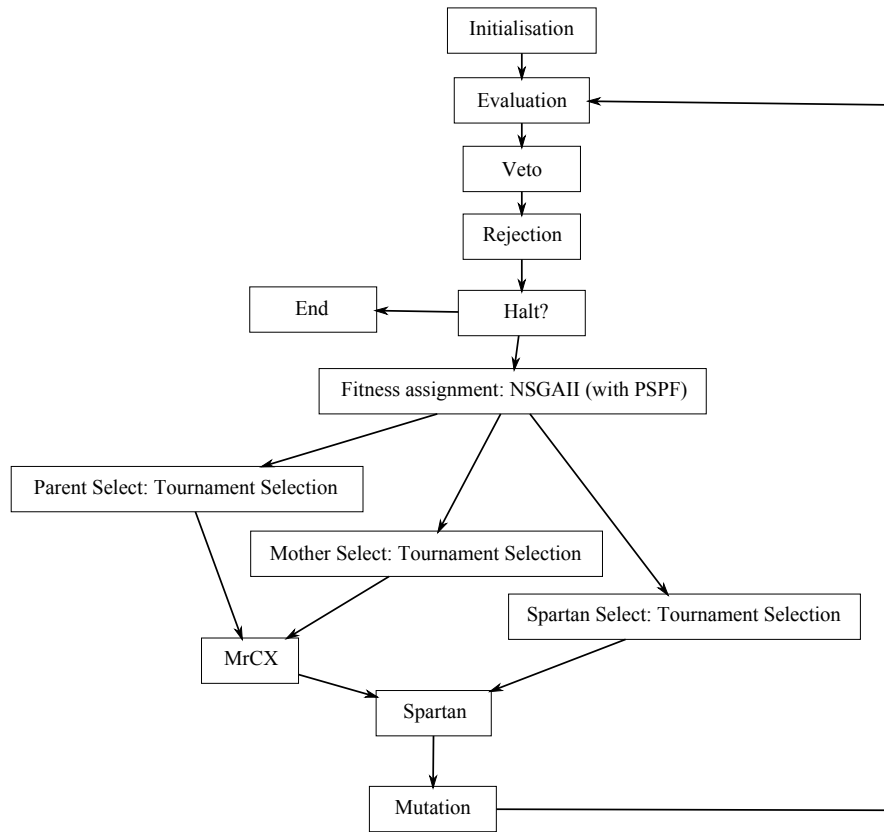 Initialisation
Evaluation
Veto
Rejection
End
Halt?
Fitness assignment: NSGAII (with PSPF)
Parent Select: Tournament Selection
Mother Select: Tournament Selection
Spartan Select: Tournament Selection
MrCX
Spartan
Mutation